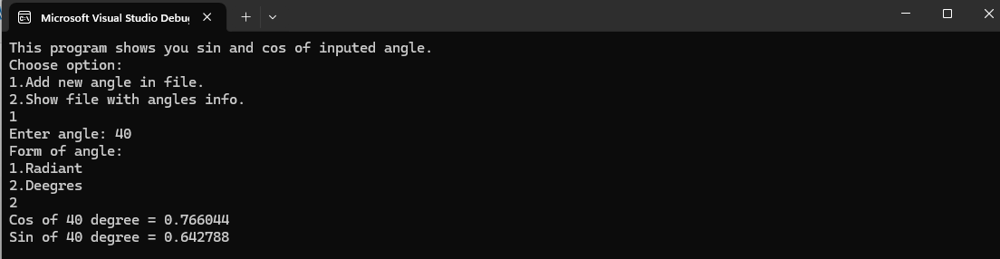 Microsoft Visual Studio Debu
This program shows you sin and cos of inputed angle.
Choose option:
1.Add new angle in file.
2.Show file with angles info.
1
Enter angle: 40
Form of angle:
1.Radiant
2.Deegres
2
Cos of 40 degree = 0.766044
Sin of 40 degree = 0.642788